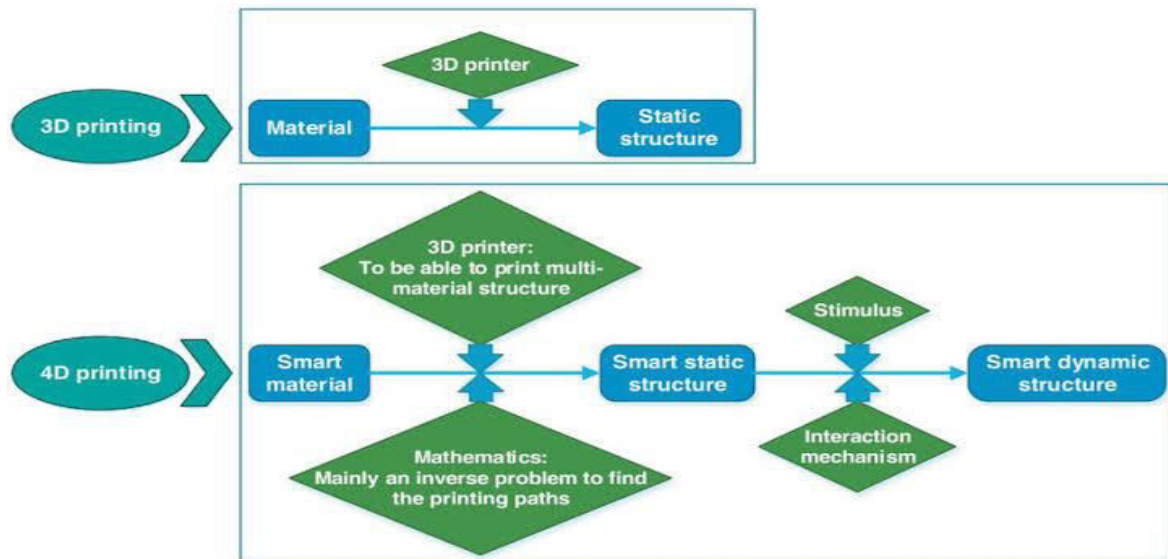 3D printer
3D printing
Material
Static
structure
3D printer:
To be able to print multi-
material structure
Stimulus
4D printing
Smart
material
Smart static
structure
Smart dynamic
structure
Mathematics:
Mainly an inverse problem to find
the printing paths
Interaction
mechanism